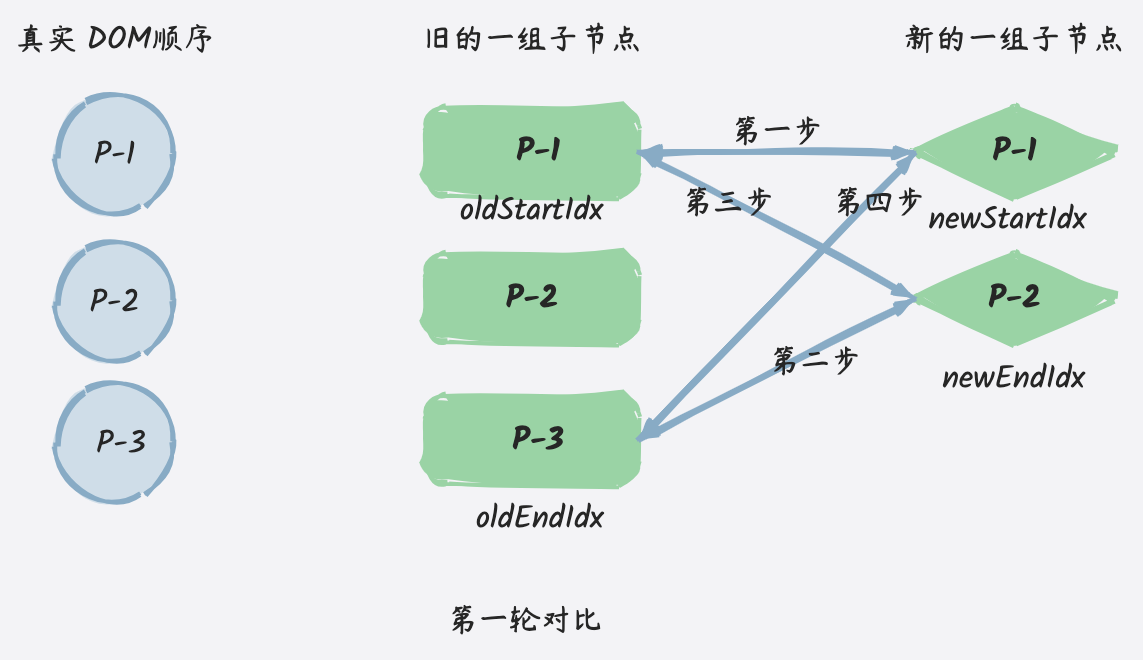 真实 DOM顺序
旧的一组子节点
新的一组子节点
P-1
P-1
第一步
P-1
oldStartIdx
第三步
第四步
newStartIdx
P-2
P-2
P-2
第二步
newEndIdx
P-3
P-3
oldEndIdx
第一轮对比